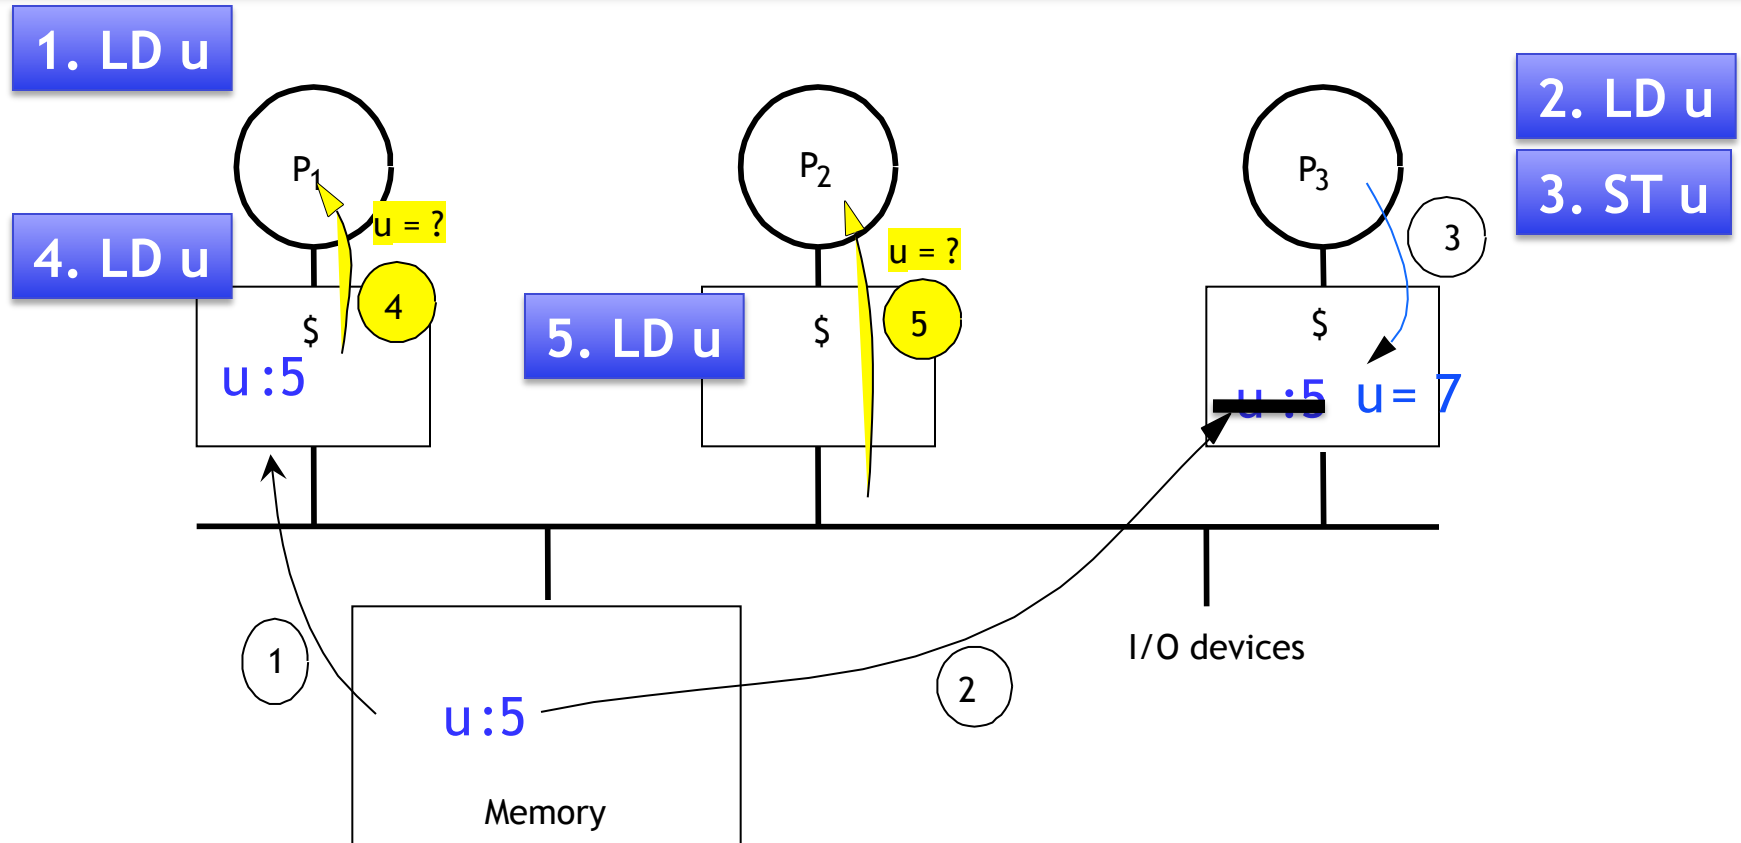 1. LD u
2. LD u
P1
P2
P3
3. ST u
u = ?
3
4. LD u
u = ?
4
5
$
$
$
5. LD u
u:5
u:5 u= 7
1
I/O devices
2
u:5
Memory